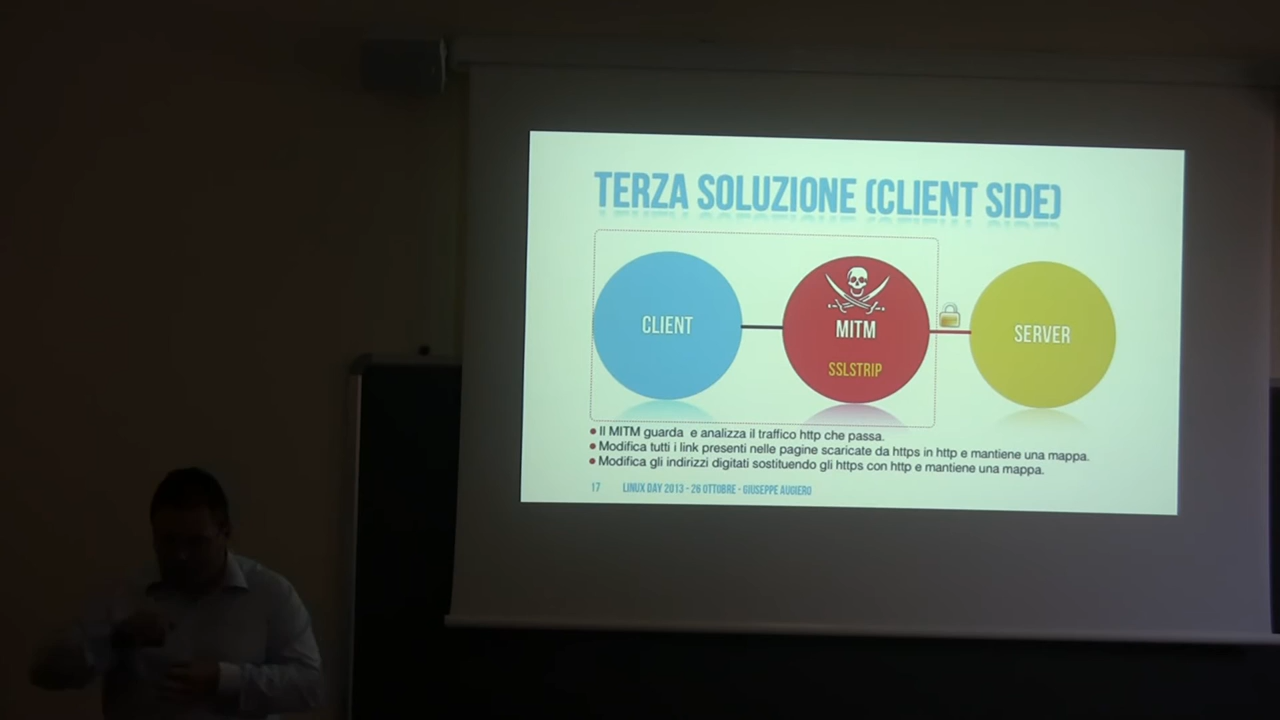 TERZA SOLUZIONE (CLIENT SIDE)
CLIENT
MITM
SSLSTRIP
SERVER
Il MITM guarda e analizza il traffico http che passa.
Modifica tutti i link presenti nelle pagine scaricate da https in http e mantiene una mappa.
Modifica gli indirizzi digitati sostituendo gli https con http e mantiene una mappa.
17 LINUX DAY 2013 - 26 OTTOBRE - GIUSEPPE AUGIERO